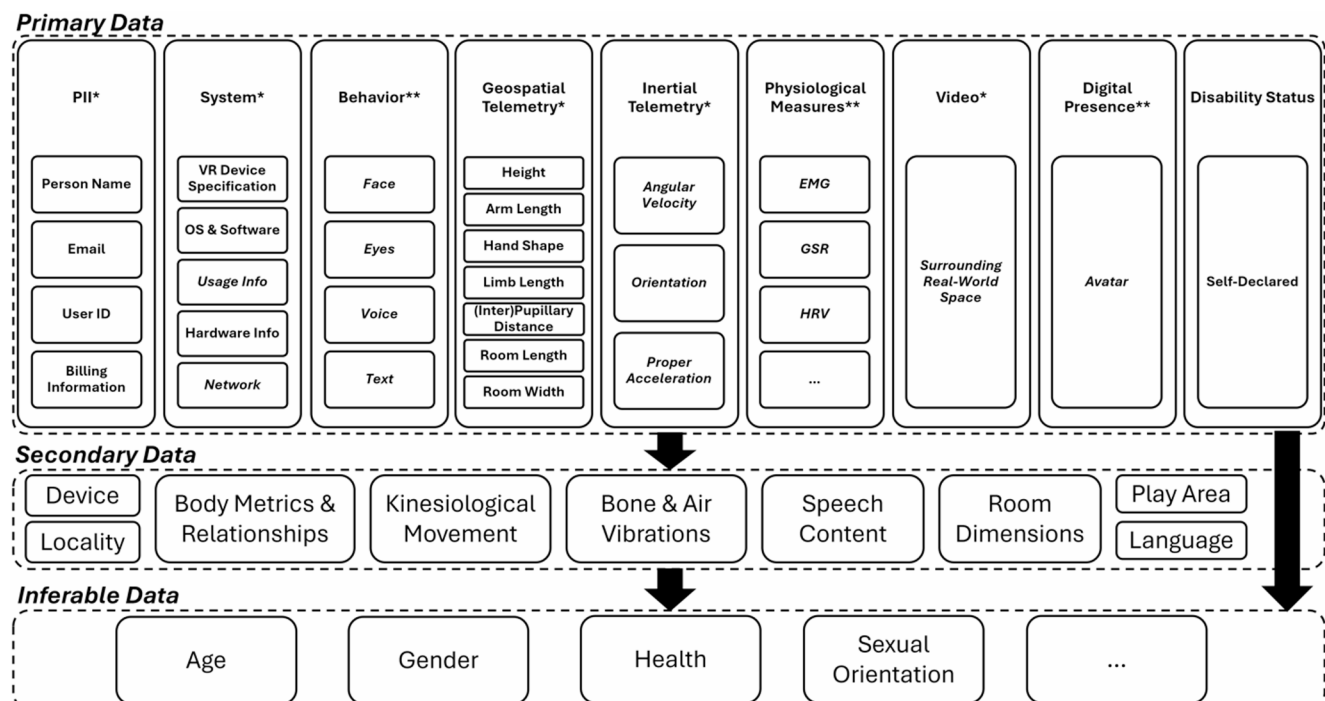 Primary Data
PII*
Person Name
Email
User ID
Billing
Information
System*
VR Device
Specification
OS & Software
Usage Info
Hardware Info
Network
Behavior**
Face
Eyes
Voice
Text
Geospatial
Telemetry*
Height
Arm Length
Hand Shape
Limb Length
(Inter)Pupillary
Distance
Room Length
Room Width
Inertial
Telemetry*
Angular
Velocity
Orientation
Proper
Acceleration
Physiological
Measures**
EMG
GSR
HRV
...
Video*
Surrounding
Real-World
Space
Digital
Presence**
Avatar
Disability Status
Self-Declared
Secondary Data
Device
Locality
Body Metrics &
Relationships
Kinesiological
Movement
Bone & Air
Vibrations
Speech
Content
Room
Dimensions
Play Area
Language
Inferable Data
Age
Gender
Health
Sexual
Orientation
...